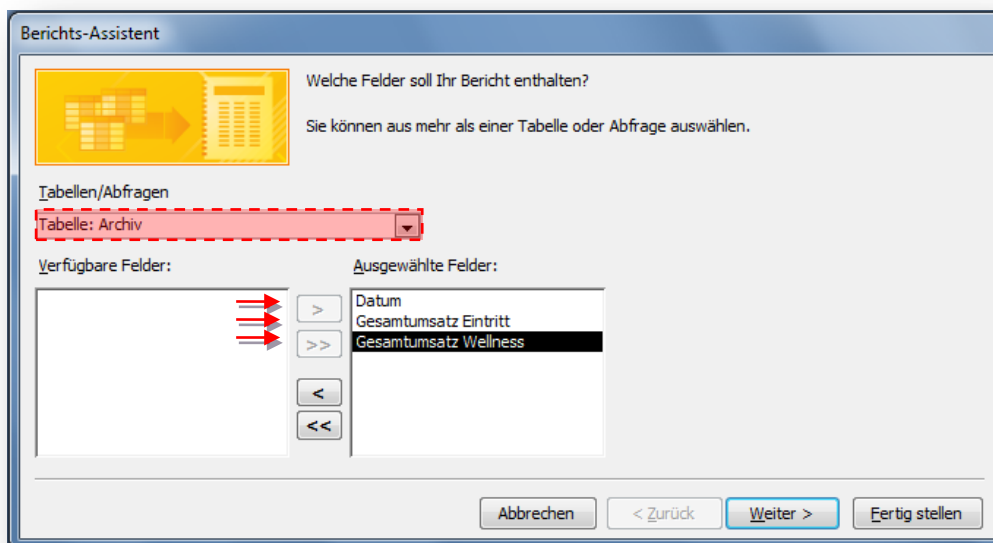 Berichts-Assistent
Welche Felder soll Ihr Bericht enthalten?
Sie können aus mehr als einer Tabelle oder Abfrage auswählen.
Tabellen/Abfragen
Tabelle: Archiv
Verfügbare Felder:
Ausgewählte Felder:
>
>>
<
<<
Datum
Gesamtumsatz Eintritt
Gesamtumsatz Wellness
Abbrechen
< Zurück
Weiter >
Fertig stellen